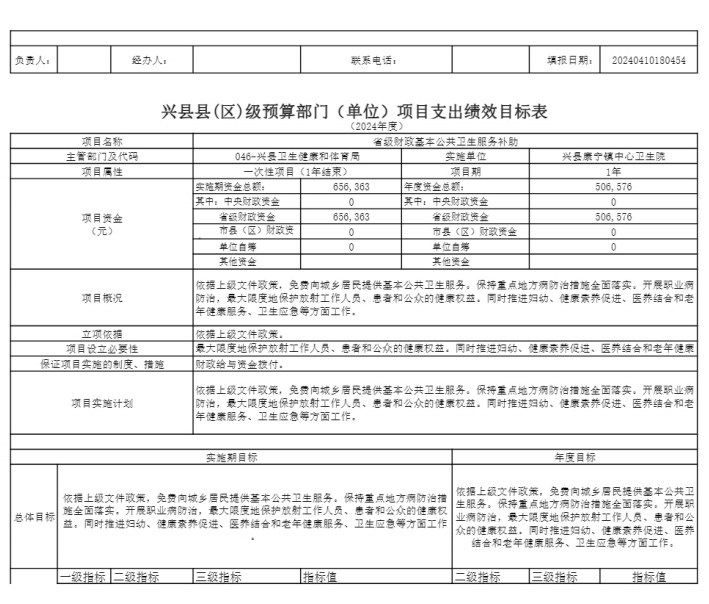 负责人： 经办人： 联系电话： 填报日期： 20240410180454
兴县县(区)级预算部门（单位）项目支出绩效目标表
（2024年度）
项目名称 省级财政基本公共卫生服务补助
主管部门及代码 046-兴县卫生健康和体育局 实施单位 兴县康宁镇中心卫生院
项目属性 一次性项目（1年结束） 项目期 1年
项目资金
（元）
实施期资金总额： 656,363 年度资金总额： 506,576
其中：中央财政资金 0 其中：中央财政资金 0
省级财政资金 656,363 省级财政资金 506,576
市县（区）财政资 0 市县（区）财政资金 0
单位自筹 0 单位自筹 0
其他资金 其他资金
项目概况
依据上级文件政策，免费向城乡居民提供基本公共卫生服务。保持重点地方病防治措施全面落实。开展职业病
防治，最大限度地保护放射工作人员、患者和公众的健康权益。同时推进妇幼、健康素养促进、医养结合和老
年健康服务、卫生应急等方面工作。
立项依据 依据上级文件政策。
项目设立必要性 最大限度地保护放射工作人员、患者和公众的健康权益。同时推进妇幼、健康素养促进、医养结合和老年健康
保证项目实施的制度、措施 财政给与资金拨付。
项目实施计划
依据上级文件政策，免费向城乡居民提供基本公共卫生服务。保持重点地方病防治措施全面落实。开展职业病
防治，最大限度地保护放射工作人员、患者和公众的健康权益。同时推进妇幼、健康素养促进、医养结合和老
年健康服务、卫生应急等方面工作。
实施期目标 年度目标
总体目标
依据上级文件政策，免费向城乡居民提供基本公共卫生服务。保持重点地方病防治措
施全面落实。开展职业病防治，最大限度地保护放射工作人员、患者和公众的健康权
益。同时推进妇幼、健康素养促进、医养结合和老年健康服务、卫生应急等方面工作
。
依据上级文件政策，免费向城乡居民提供基本公共卫
生服务。保持重点地方病防治措施全面落实。开展职
业病防治，最大限度地保护放射工作人员、患者和公
众的健康权益。同时推进妇幼、健康素养促进、医养
结合和老年健康服务、卫生应急等方面工作。
一级指标 二级指标 三级指标 指标值 二级指标 三级指标 指标值